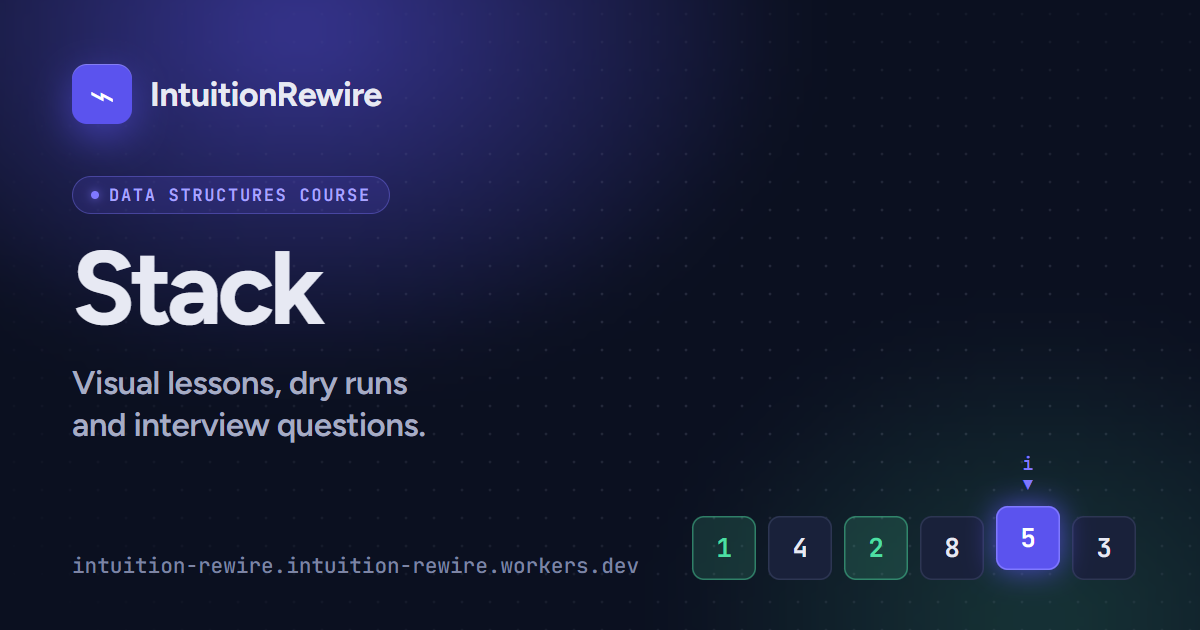 IntuitionRewire
DATA STRUCTURES COURSE
Stack
Visual lessons, dry runs
and interview questions.
i
1 4 2 8 5 3
intuition-rewire.intuition-rewire.workers.dev